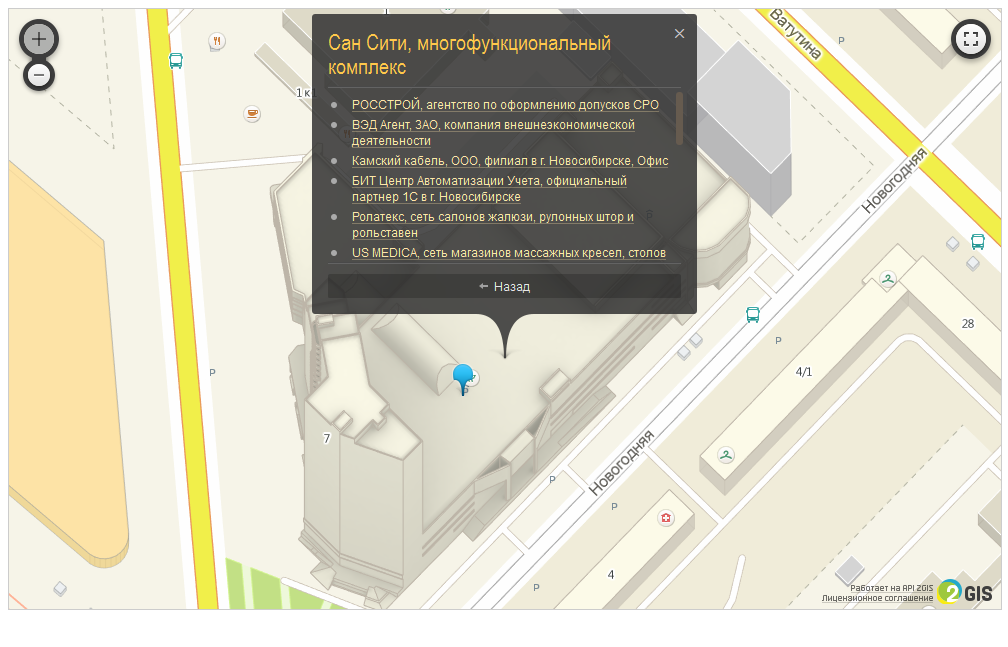 Сан Сити, многофункциональный
комплекс
РОССТРОЙ, агентство по оформлению допусков СРО
ВЭД Агент, ЗАО, компания внешнеэкономической
деятельности
Камский кабель, ООО, филиал в г. Новосибирске, Офис
БИТ Центр Автоматизации Учета, официальный
партнер 1С в г. Новосибирске
Ролатекс, сеть салонов жалюзи, рулонных штор и
рольставен
US MEDICA, сеть магазинов массажных кресел, столов
← Назад
Ватутина
P
1 к1
Новогодняя
6
28
P
4/1
P
7
Новогодняя
P
P
4
P
Работает на API 2GIS
Лицензионное соглашение
2GIS